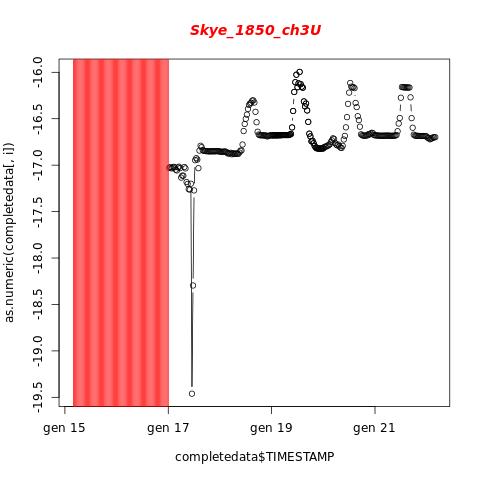 Skye_1850_ch3U
as.numeric(completedata[, i])
-16.0
-16.5
-17.0
-17.5
-18.0
-18.5
-19.0
-19.5
gen 15
gen 17
gen 19
gen 21
completedata$TIMESTAMP